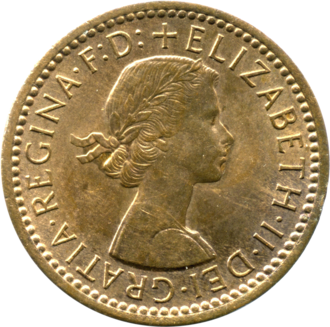 + ELIZABETH · II · DEI · GRATIA · REGINA · F: D: